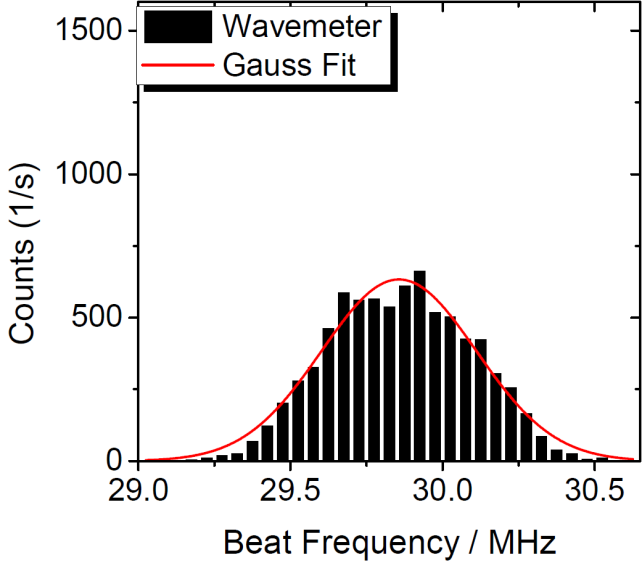 1500
Wavemeter
Gauss Fit
1000
Counts (1/s)
500
0
29.0 29.5 30.0 30.5
Beat Frequency / MHz